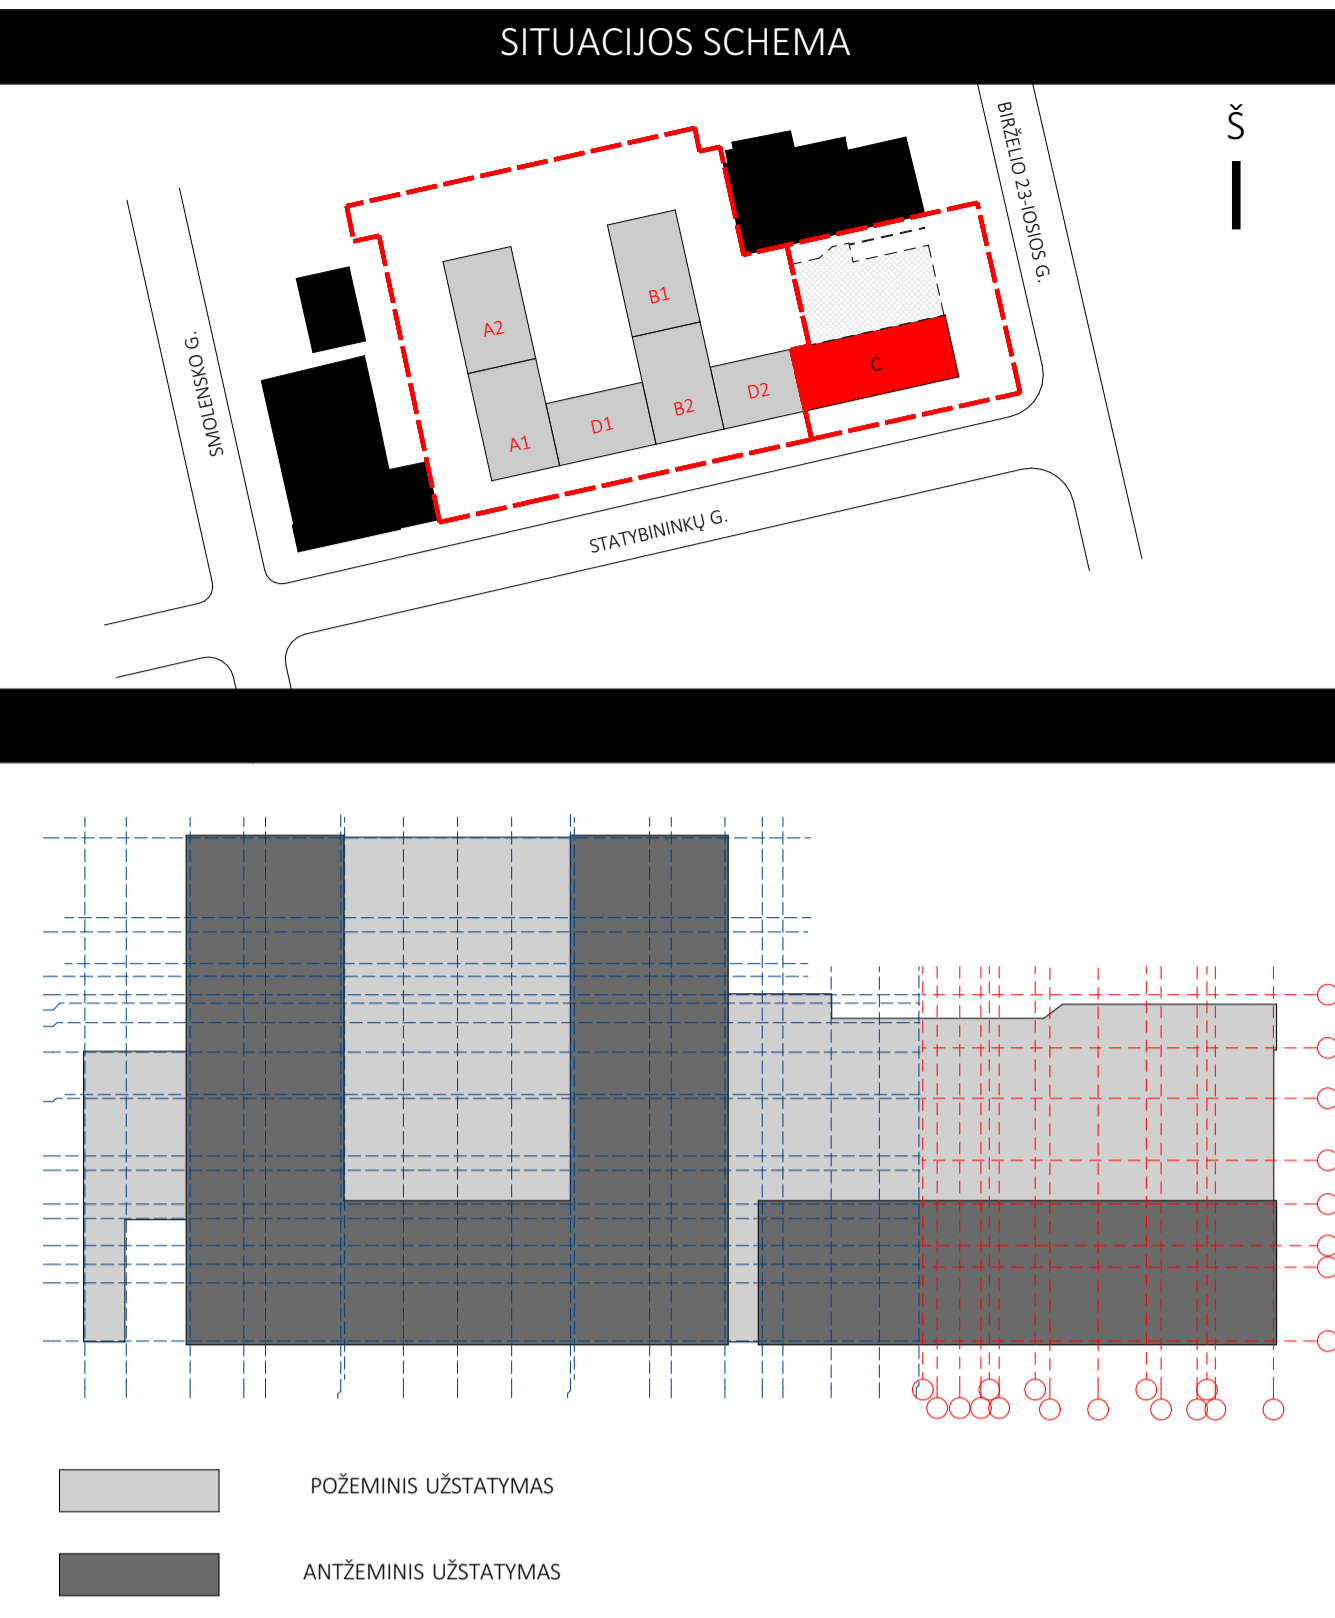 SITUACIJOS SCHEMA
BIRŽELIO 23-IOSIOS G.
Š
SMOLENSKO G.
A2
B1
C
D2
B2
D1
A1
STATYBININKŲ G.
POŽEMINIS UŽSTATYMAS
ANTŽEMINIS UŽSTATYMAS